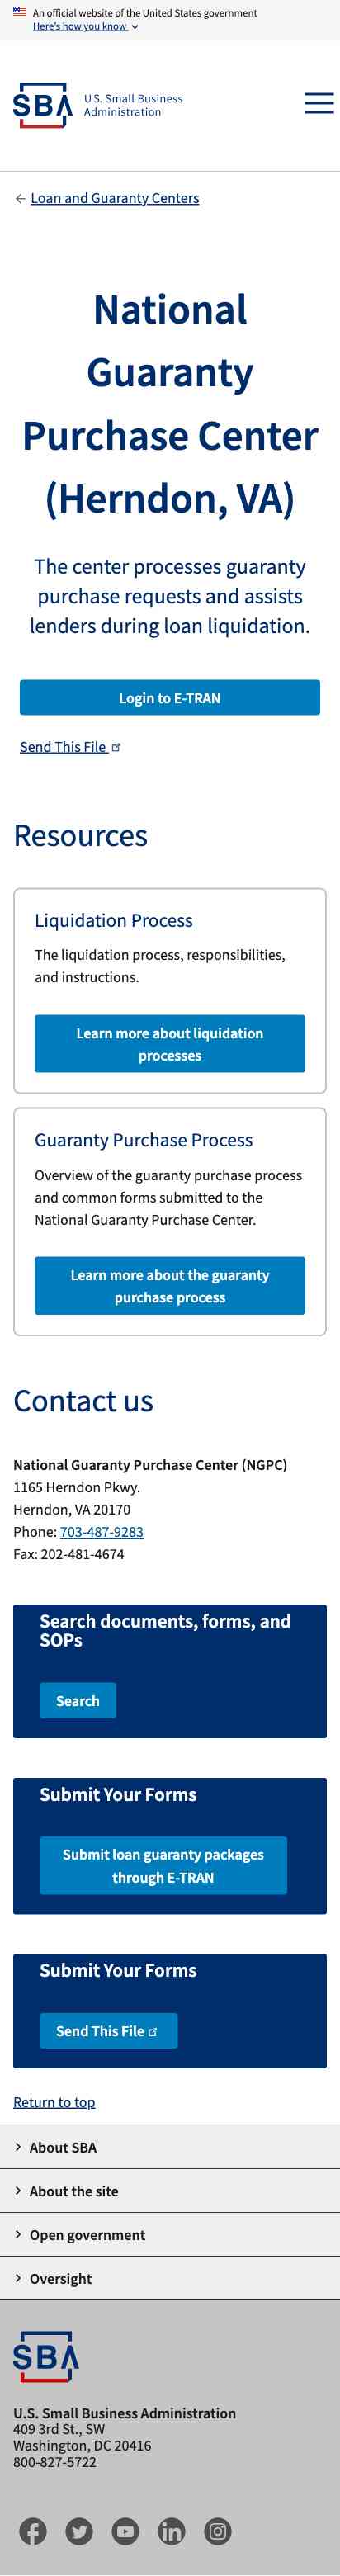 An official website of the United States government
Here's how you know
SBA
U.S. Small Business
Administration
Loan and Guaranty Centers
National
Guaranty
Purchase Center
(Herndon, VA)
The center processes guaranty
purchase requests and assists
lenders during loan liquidation.
Login to E-TRAN
Send This File
Resources
Liquidation Process
The liquidation process, responsibilities,
and instructions.
Learn more about liquidation
processes
Guaranty Purchase Process
Overview of the guaranty purchase process
and common forms submitted to the
National Guaranty Purchase Center.
Learn more about the guaranty
purchase process
Contact us
National Guaranty Purchase Center (NGPC)
1165 Herndon Pkwy.
Herndon, VA 20170
Phone: 703-487-9283
Fax: 202-481-4674
Search documents, forms, and
SOPs
Search
Submit Your Forms
Submit loan guaranty packages
through E-TRAN
Submit Your Forms
Send This File
Return to top
About SBA
About the site
Open government
Oversight
SBA
U.S. Small Business Administration
409 3rd St., SW
Washington, DC 20416
800-827-5722